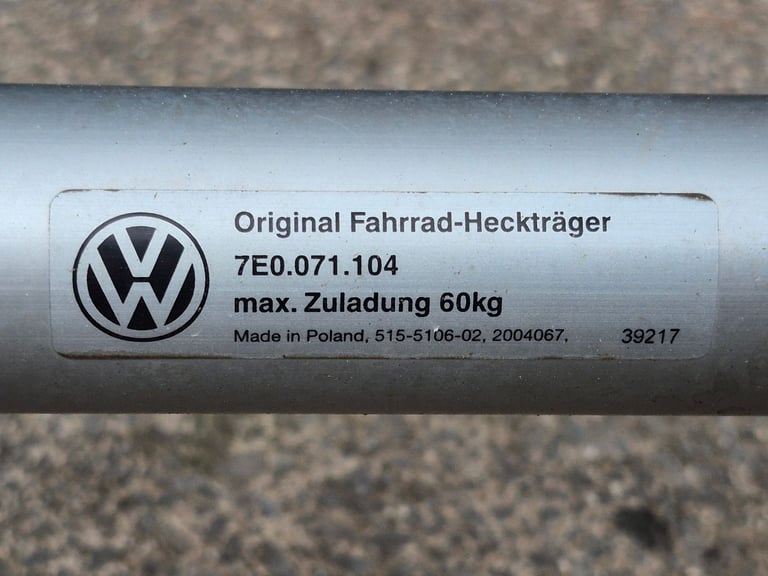 Original Fahrrad-Heckträger
7E0.071.104
max. Zuladung 60kg
Made in Poland, 515-5106-02, 2004067, 39217